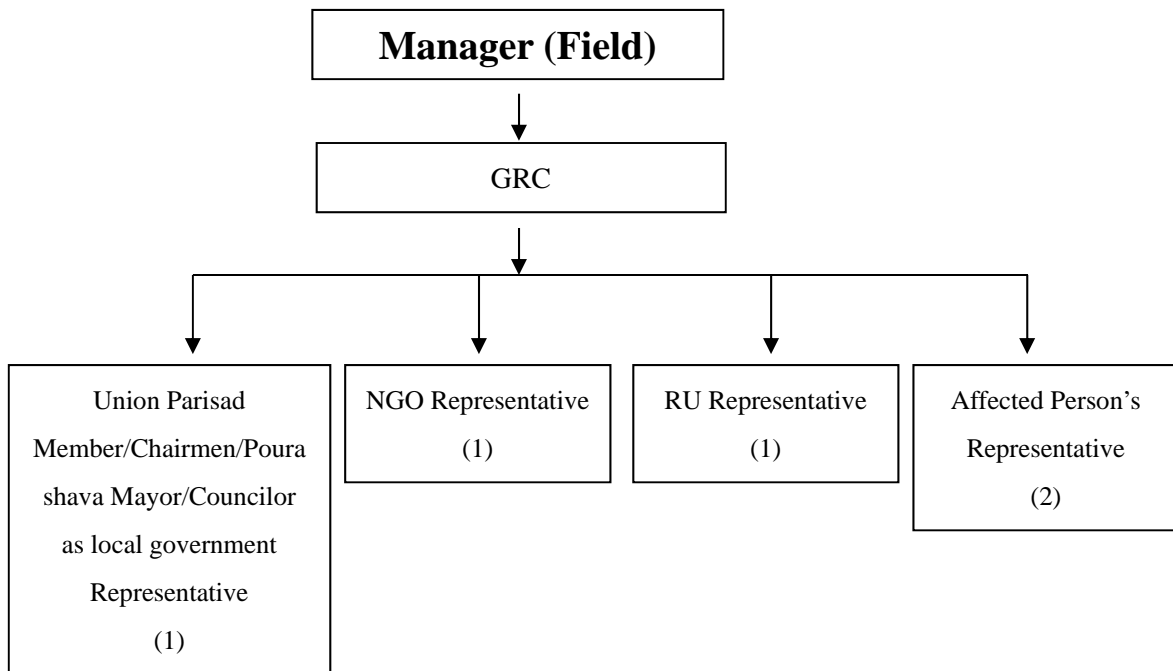 Manager (Field)
GRC
Union Parisad
Member/Chairmen/Poura
shava Mayor/Councilor
as local government
Representative
(1)
NGO Representative
(1)
RU Representative
(1)
Affected Person’s
Representative
(2)